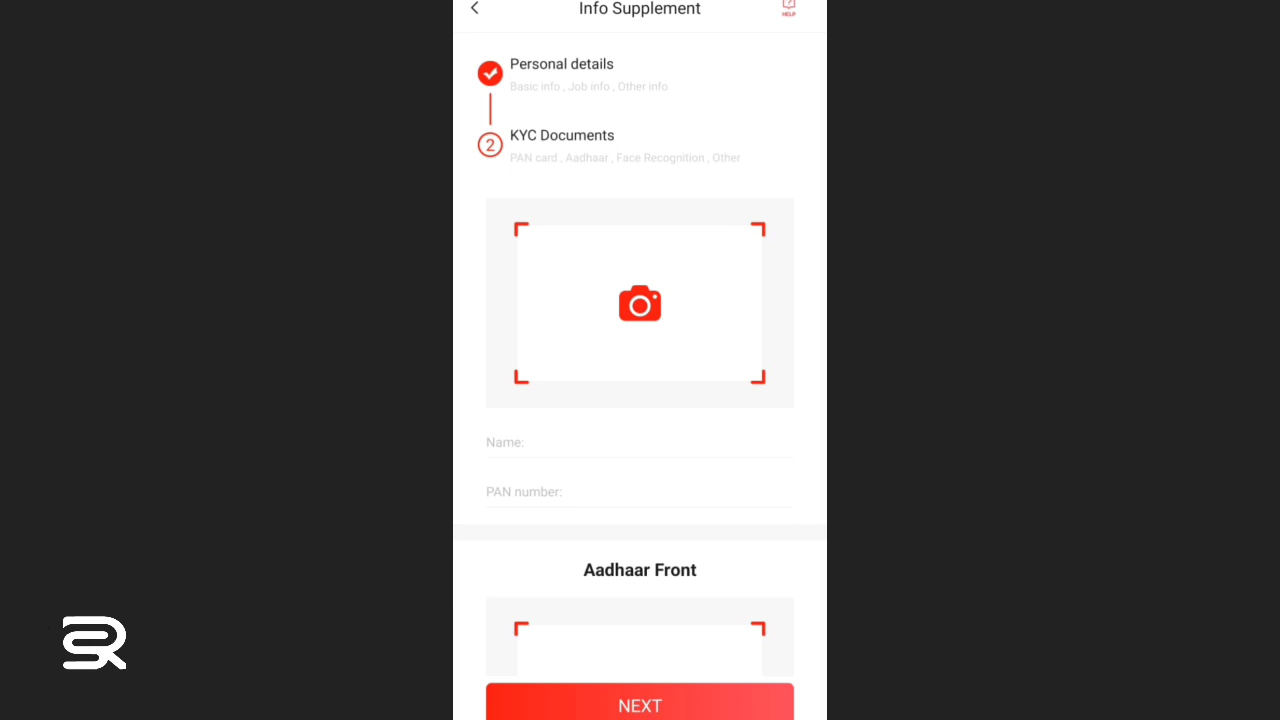 Info Supplement
HELP
Personal details
Basic info , Job info , Other info
2
KYC Documents
PAN card , Aadhaar , Face Recognition , Other
Name:
PAN number:
Aadhaar Front
NEXT